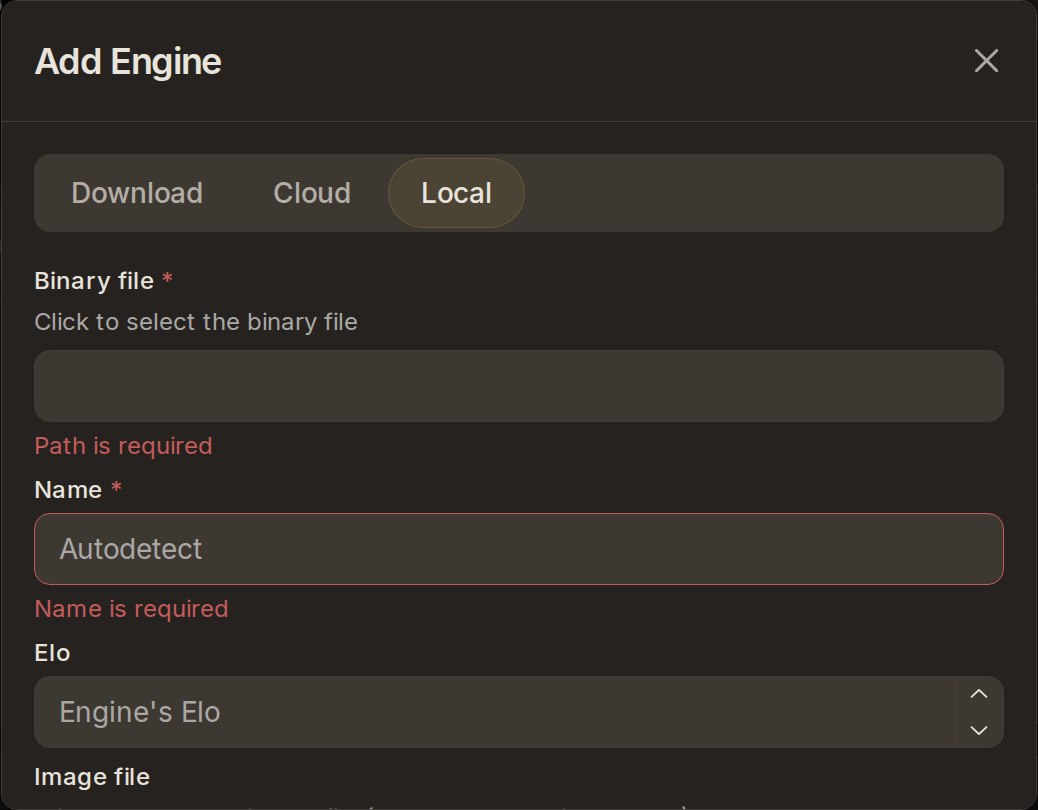 Add Engine
Download Cloud Local
Binary file *
Click to select the binary file
Path is required
Name *
Autodetect
Name is required
Elo
Engine's Elo
Image file